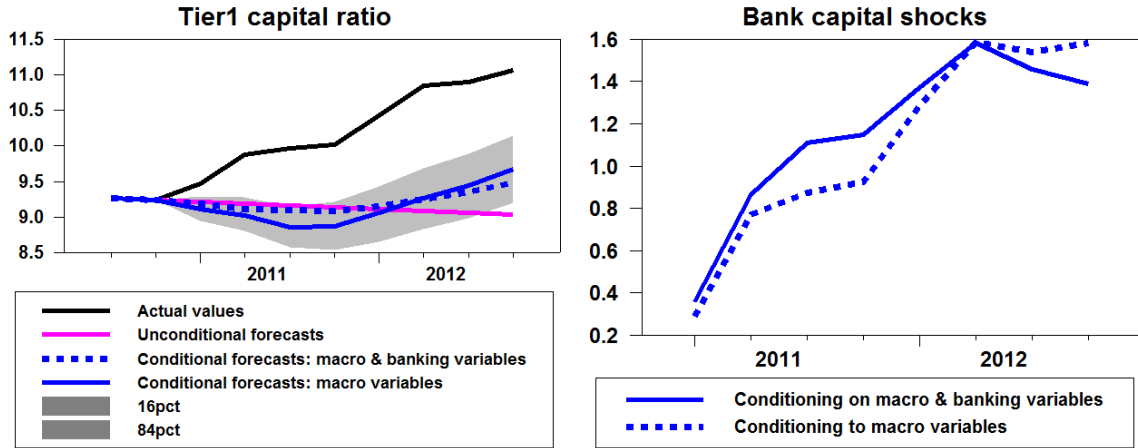 Tier1 capital ratio
11.5
11.0
10.5
10.0
9.5
9.0
8.5
2011
2012
Actual values
Unconditional forecasts
Conditional forecasts: macro & banking variables
Conditional forecasts: macro variables
16pct
84pct
Bank capital shocks
1.6
1.4
1.2
1.0
0.8
0.6
0.4
0.2
2011
2012
Conditioning on macro & banking variables
Conditioning to macro variables